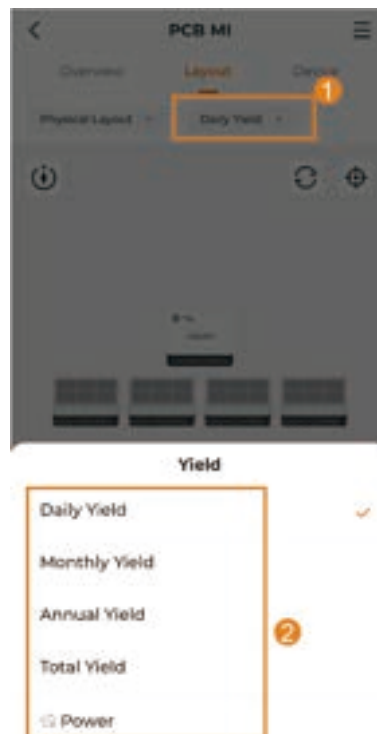 PCB MI
Overview Layout Device
1
Physical Layout Daily Yield
Yield
Daily Yield
Monthly Yield
Annual Yield
2
Total Yield
Power